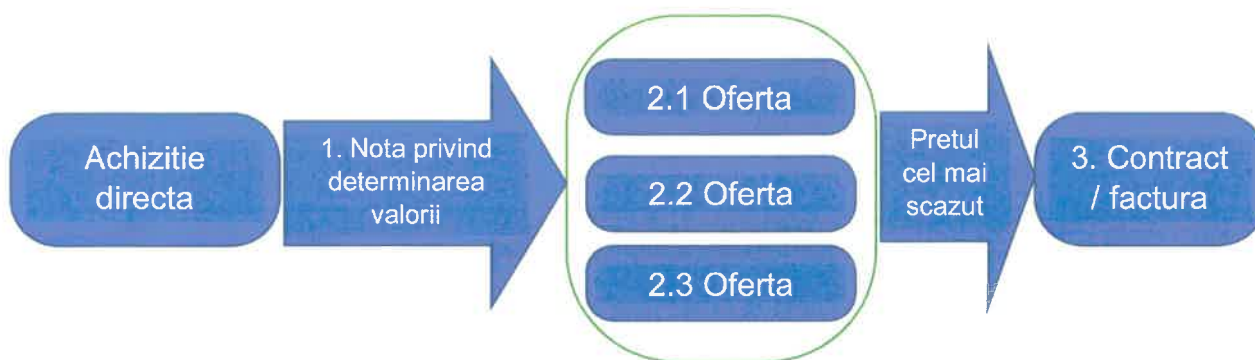 Achizitie
directa
1. Nota privind
determinarea
valorii
2.1 Oferta
2.2 Oferta
2.3 Oferta
Pretul
cel mai
scazut
3. Contract
/ factura